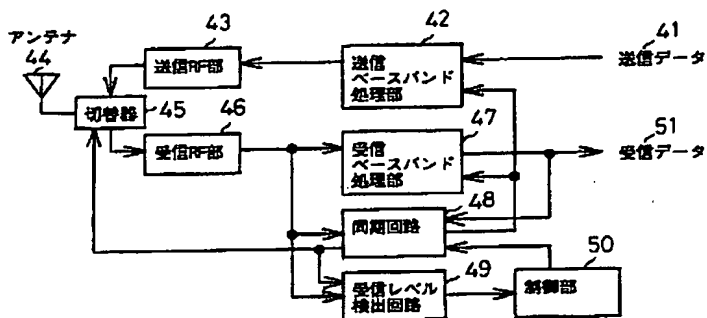 アンテナ
44
43
送信RF部
42
送信
ベースバンド
処理部
41
送信データ
切替器
45
46
受信RF部
47
受信
ベースバンド
処理部
51
受信データ
48
同期回路
49
受信レベル
検出回路
50
制御部